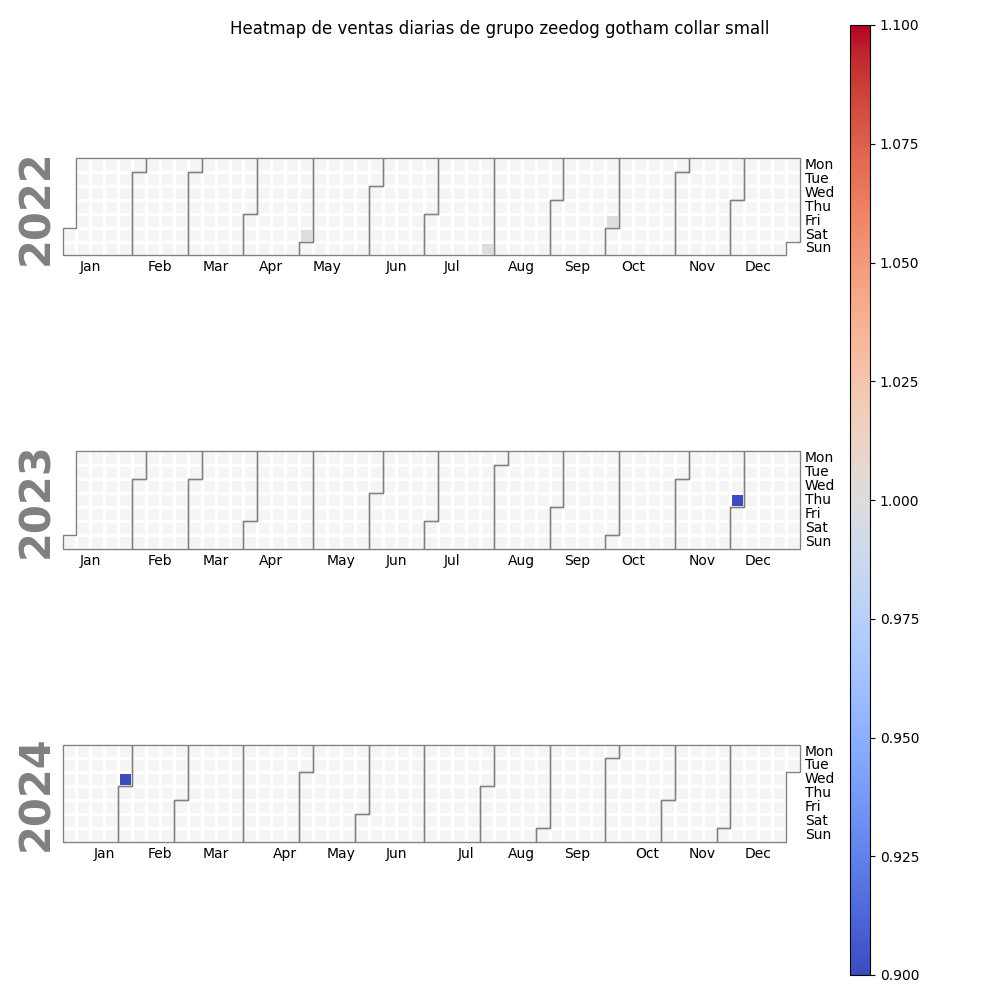 Heatmap de ventas diarias de grupo zeedog gotham collar small
2022
Mon
Tue
Wed
Thu
Fri
Sat
Sun
Jan Feb Mar Apr May Jun Jul Aug Sep Oct Nov Dec
2023
Mon
Tue
Wed
Thu
Fri
Sat
Sun
Jan Feb Mar Apr May Jun Jul Aug Sep Oct Nov Dec
2024
Mon
Tue
Wed
Thu
Fri
Sat
Sun
Jan Feb Mar Apr May Jun Jul Aug Sep Oct Nov Dec
1.100
1.075
1.050
1.025
1.000
0.975
0.950
0.925
0.900